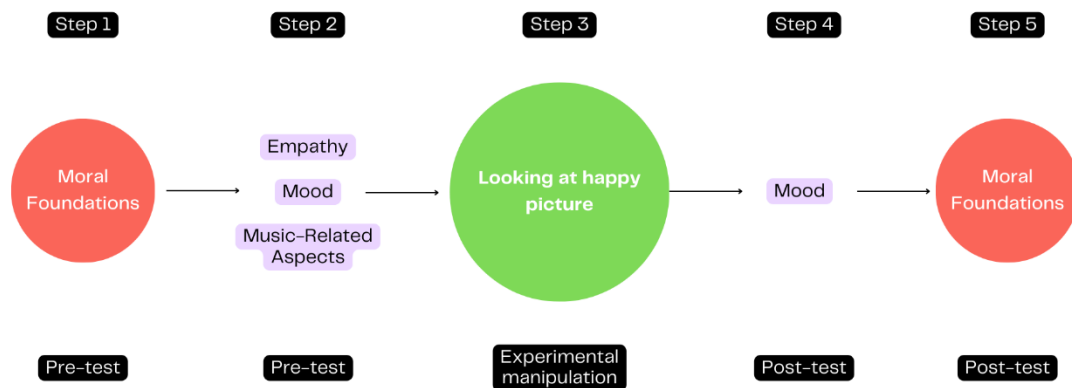 Step 1
Step 2
Step 3
Step 4
Step 5
Moral
Foundations
Empathy
Mood
Music-Related
Aspects
Looking at happy
picture
Mood
Moral
Foundations
Pre-test
Pre-test
Experimental
manipulation
Post-test
Post-test